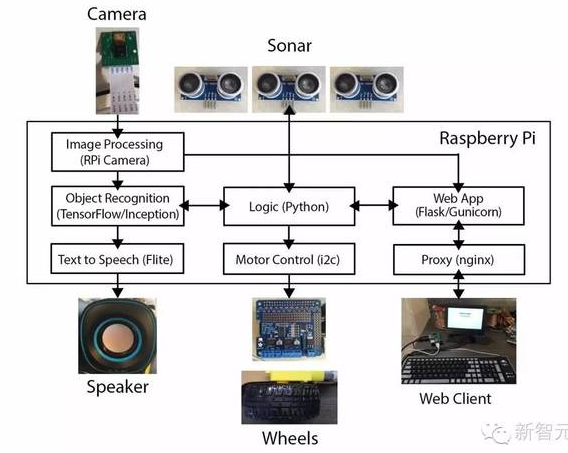 Camera
Sonar
Raspberry Pi
Image Processing
(RPi Camera)
Object Recognition
(TensorFlow/Inception)
Logic (Python)
Web App
(Flask/Gunicorn)
Text to Speech (Flite)
Motor Control (i2c)
Proxy (nginx)
Speaker
Wheels
Web Client
新智元